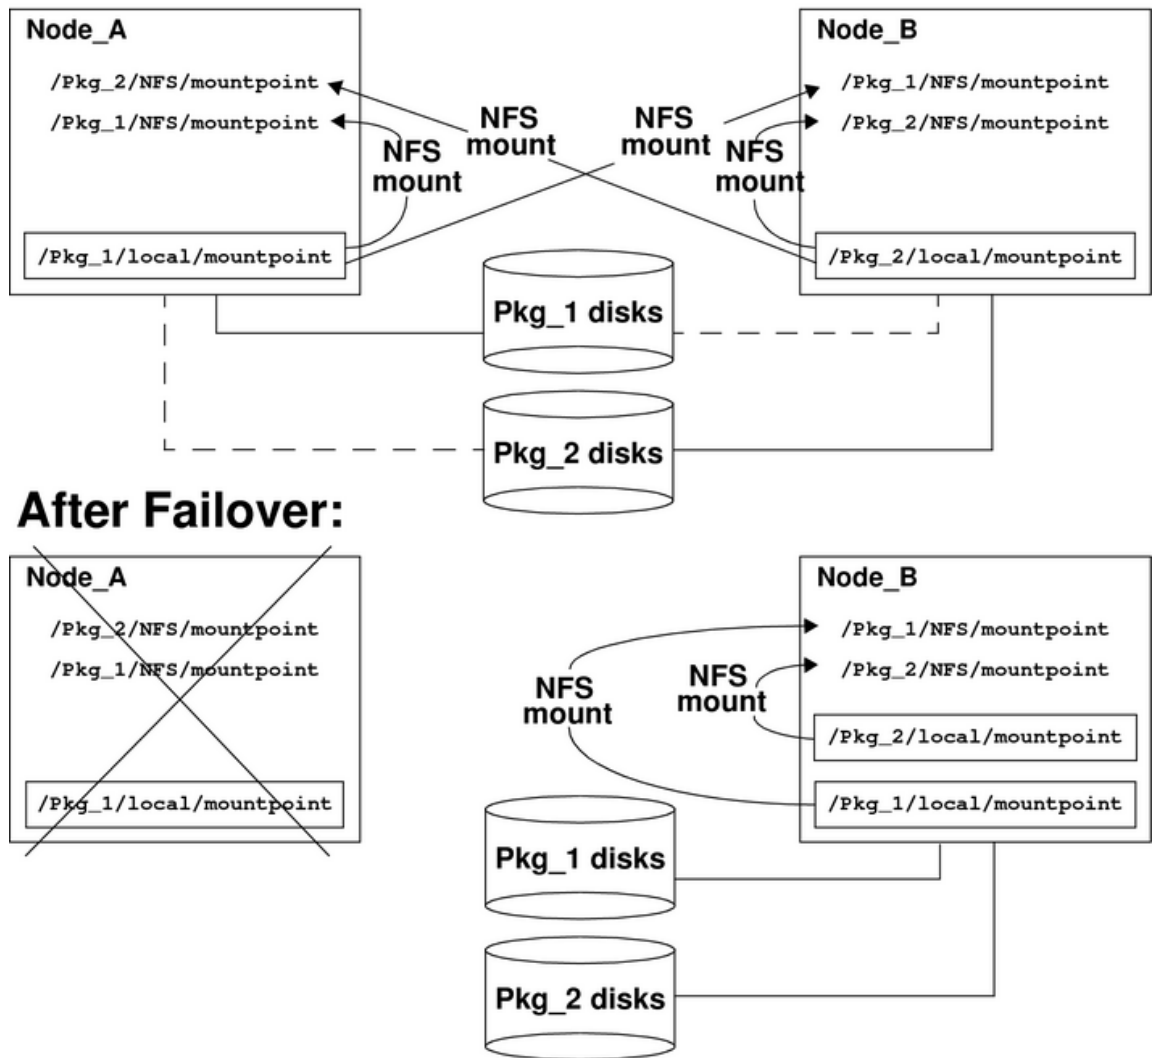 Node_A
/Pkg_2/NFS/mountpoint
/Pkg_1/NFS/mountpoint
NFS
mount
NFS
mount
/Pkg_1/local/mountpoint
Node_B
/Pkg_1/NFS/mountpoint
/Pkg_2/NFS/mountpoint
NFS
mount
NFS
mount
/Pkg_2/local/mountpoint
Pkg_1 disks
Pkg_2 disks
After Failover:
Node_A
/Pkg_2/NFS/mountpoint
/Pkg_1/NFS/mountpoint
/Pkg_1/local/mountpoint
Node_B
/Pkg_1/NFS/mountpoint
/Pkg_2/NFS/mountpoint
NFS
mount
NFS
mount
/Pkg_2/local/mountpoint
/Pkg_1/local/mountpoint
Pkg_1 disks
Pkg_2 disks